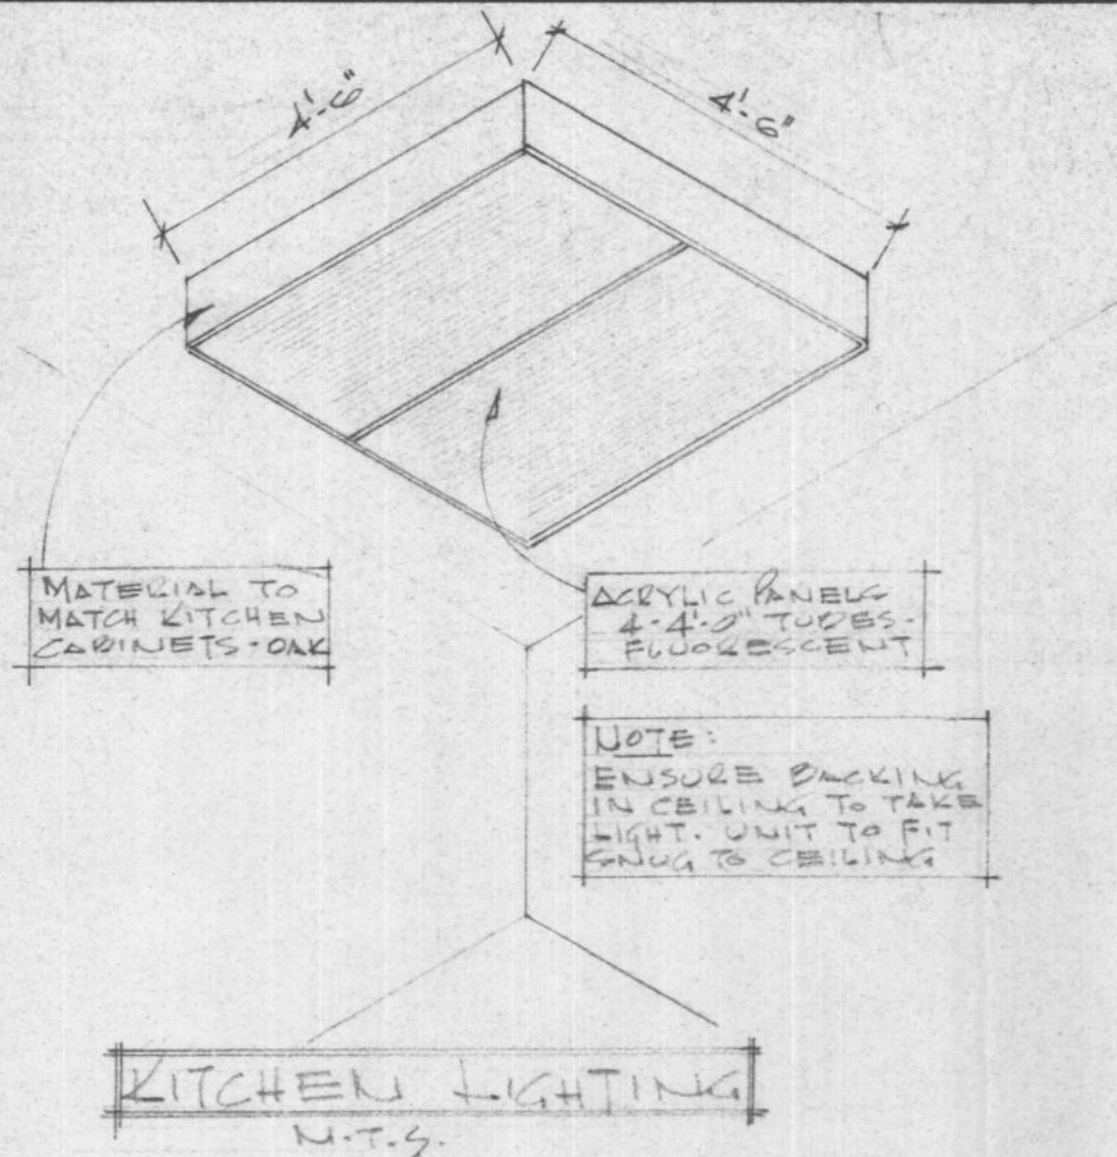 4'-6"
4'-6"
MATERIAL TO
MATCH KITCHEN
CABINETS - OAK
ACRYLIC PANELS
4 - 4'-0" TUBES -
FLUORESCENT
NOTE:
ENSURE BACKING
IN CEILING TO TAKE
LIGHT. UNIT TO FIT
SNUG TO CEILING
KITCHEN LIGHTING
N.T.S.